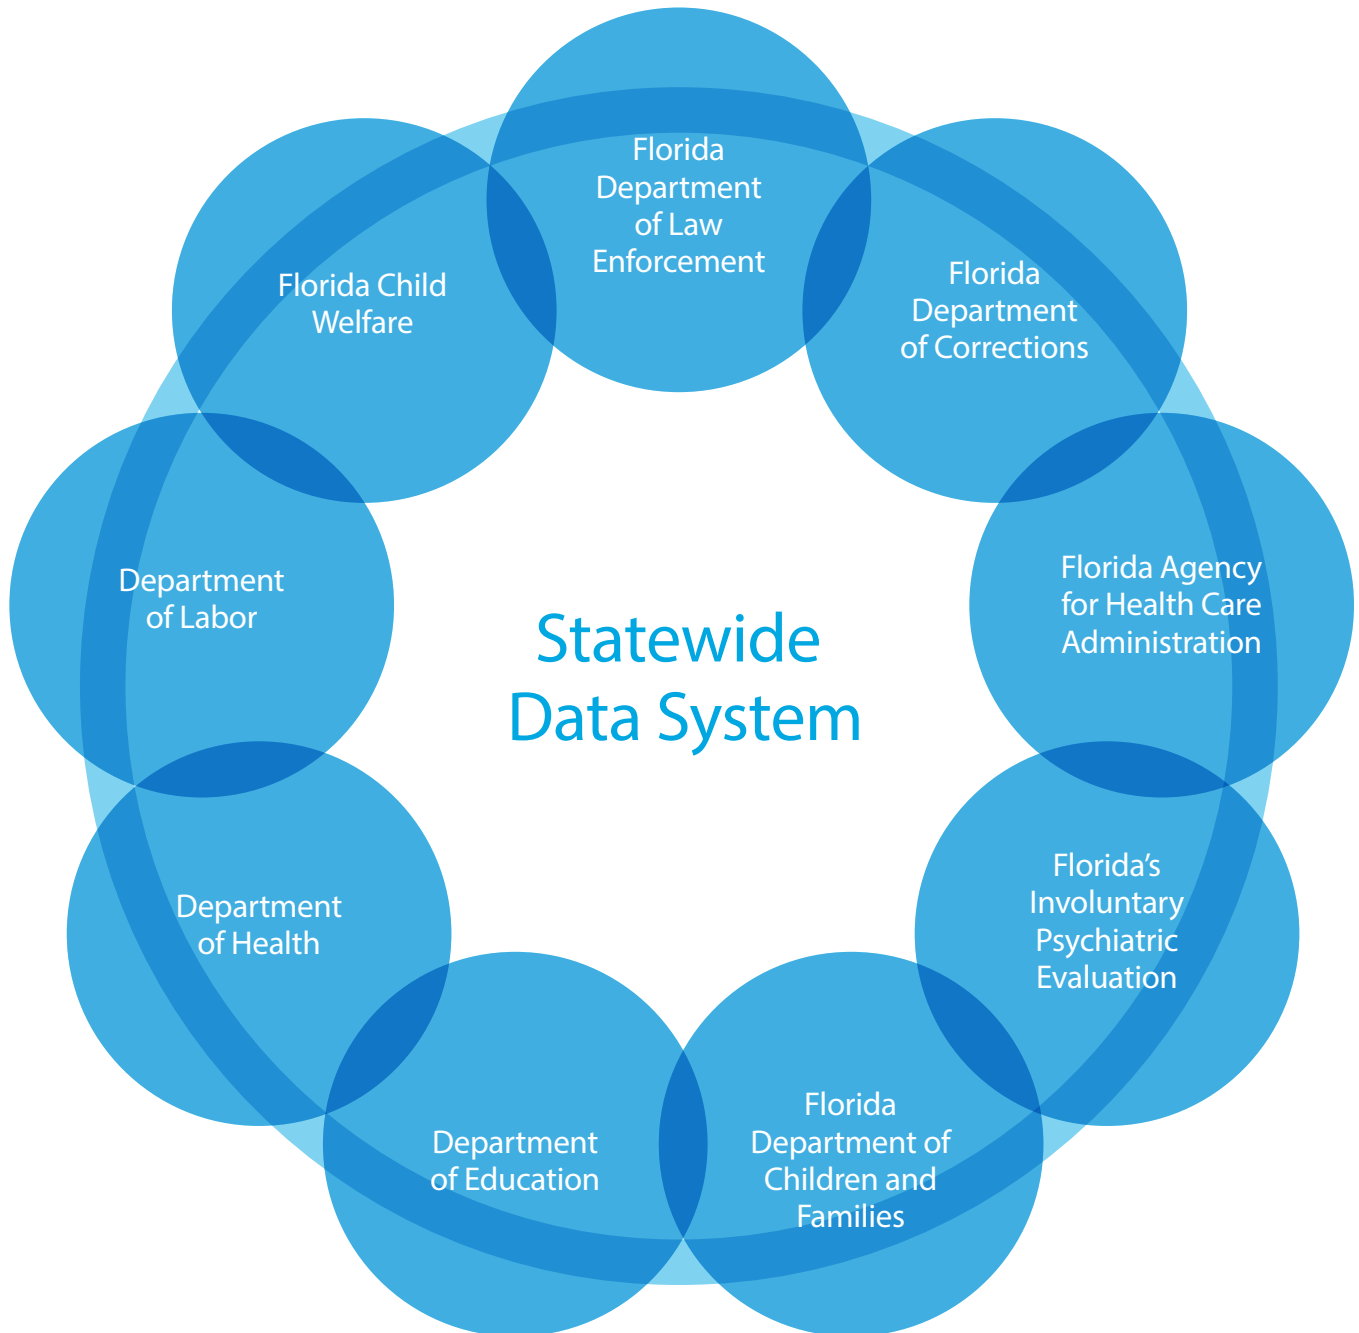 Florida
Department
of Law
Enforcement
Florida
Department
of Corrections
Florida Child
Welfare
Florida Agency
for Health Care
Administration
Department
of Labor
Statewide
Data System
Florida’s
Involuntary
Psychiatric
Evaluation
Department
of Health
Florida
Department of
Children and
Families
Department
of Education